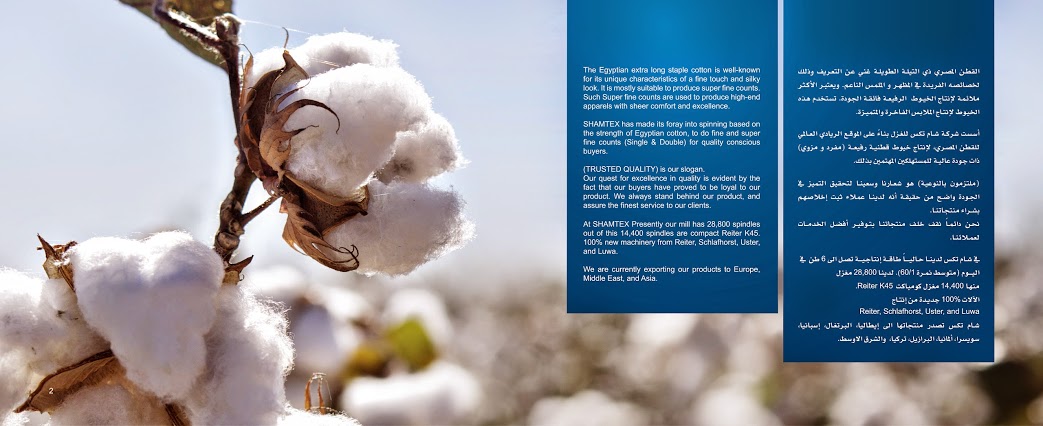 The Egyptian extra long staple cotton is well-known
for its unique characteristics of a fine touch and silky
look. It is mostly suitable to produce super fine counts.
Such Super fine counts are used to produce high-end
apparels with sheer comfort and excellence.
SHAMTEX has made its foray into spinning based on
the strength of Egyptian cotton, to do fine and super
fine counts (Single & Double) for quality conscious
buyers.
(TRUSTED QUALITY) is our slogan.
Our quest for excellence in quality is evident by the
fact that our buyers have proved to be loyal to our
product. We always stand behind our product, and
assure the finest service to our clients.
At SHAMTEX Presently our mill has 28,800 spindles
out of this 14,400 spindles are compact Reiter K45.
100% new machinery from Reiter, Schlafhorst, Uster,
and Luwa.
We are currently exporting our products to Europe,
Middle East, and Asia.
القطن المصري ذي التيلة الطويلة غني عن التعريف وذلك
لخصائصه الفريدة في المظهر و الملمس الناعم. ويعتبر الأكثر
ملائمة لإنتاج الخيوط الرفيعة فائقة الجودة. تستخدم هذه
الخيوط لإنتاج الملابس الفاخرة والمتميزة.
أسست شركة شام تكس للغزل بناءً على الموقع الريادي العالمي
للقطن المصري، لإنتاج خيوط قطنية رفيعة (مفرد و مزوي)
ذات جودة عالية للمستهلكين المهتمين بذلك.
(ملتزمون بالنوعية) هو شعارنا وسعينا لتحقيق التميز في
الجودة واضح من حقيقة أنه لدينا عملاء ثبت إخلاصهم
بشراء منتجاتنا.
نحن دائماً نقف خلف منتجاتنا بتوفير أفضل الخدمات
لعملائنا.
في شام تكس لدينا حالياً طاقة إنتاجية تصل الى 6 طن في
اليوم (متوسط نمرة 60/1). لدينا 28,800 مغزل
منها 14,400 مغزل كومباكت Reiter K45.
الآلات 100% جديدة من إنتاج
Reiter, Schlafhorst, Uster, and Luwa
شام تكس تصدر منتجاتها الى إيطاليا، البرتغال، إسبانيا،
سويسرا، ألمانيا، البرازيل، تركيا، والشرق الاوسط.
2